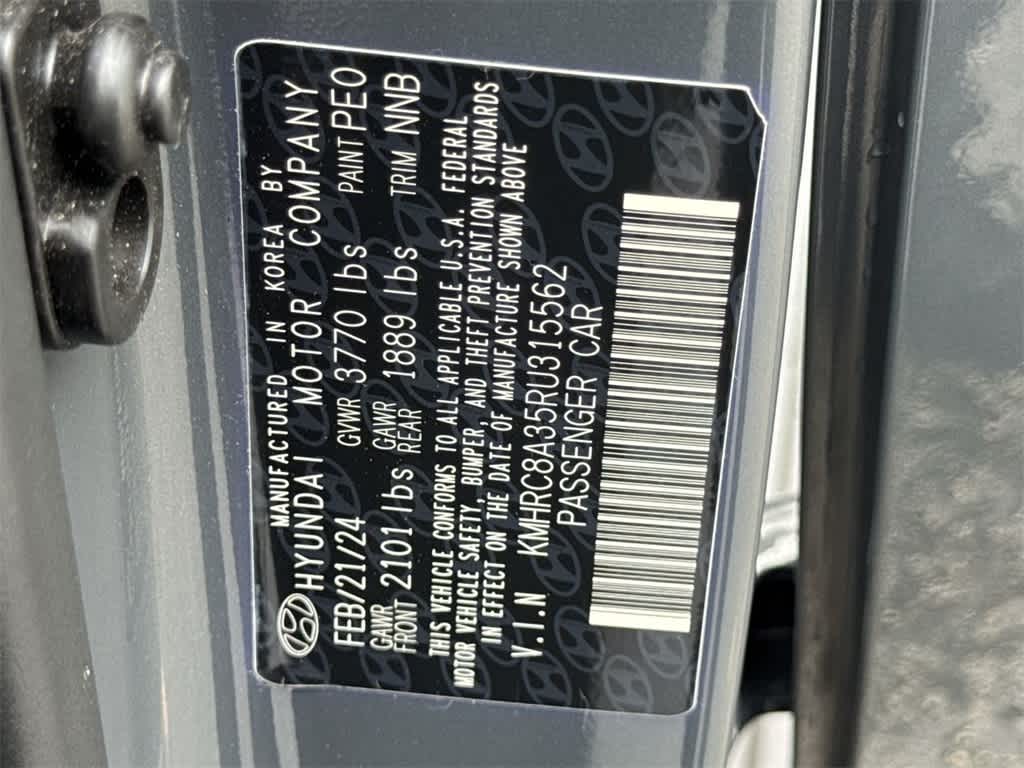 MANUFACTURED IN KOREA BY
HYUNDAI MOTOR COMPANY
FEB/21/24 GVWR 3770 lbs PAINT PEO
GAWR FRONT 2101 lbs GAWR REAR 1889 lbs TRIM NNB
THIS VEHICLE CONFORMS TO ALL APPLICABLE U.S.A. FEDERAL
MOTOR VEHICLE SAFETY, BUMPER, AND THEFT PREVENTION STANDARDS
IN EFFECT ON THE DATE OF MANUFACTURE SHOWN ABOVE
V.I.N KMHRC8A35RU315562
PASSENGER CAR